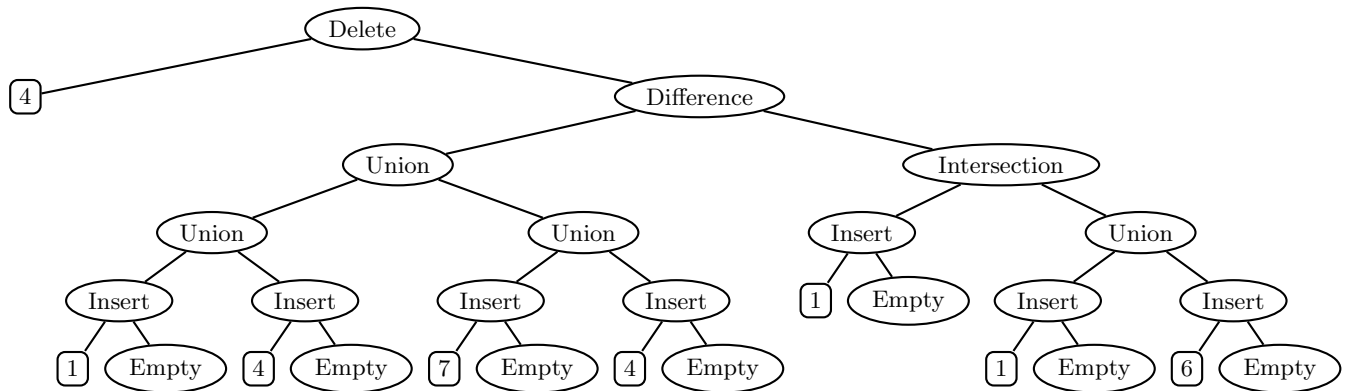 Delete
4
Difference
Union
Intersection
Union
Union
Insert
Union
Insert
Insert
Insert
Insert
1
Empty
Insert
Insert
1
Empty
4
Empty
7
Empty
4
Empty
1
Empty
6
Empty